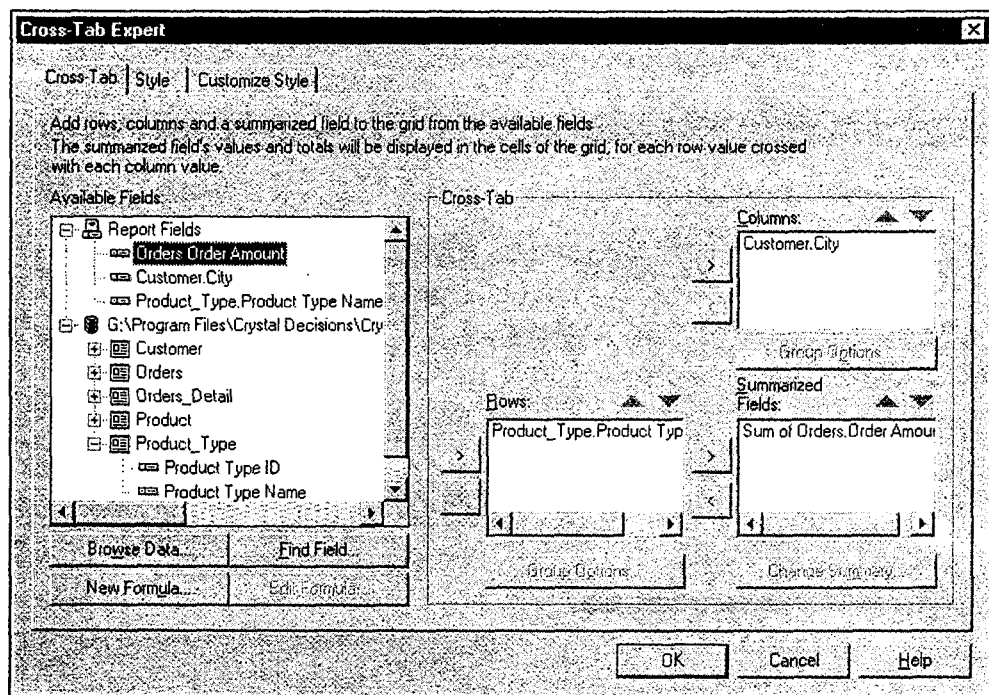 Cross-Tab Expert
Cross-Tab
Style
Customize Style
Add rows, columns and a summarized field to the grid from the available fields
The summarized field's values and totals will be displayed in the cells of the grid, for each row value crossed
with each column value.
Available Fields:
Report Fields
Orders.Order Amount
Customer.City
Product_Type.Product Type Name
G:\Program Files\Crystal Decisions\Cry
Customer
Orders
Orders_Detail
Product
Product_Type
Product Type ID
Product Type Name
Browse Data...
Find Field...
New Formula...
Edit Formula...
Cross-Tab
Columns:
Customer.City
Group Options...
Rows:
Product_Type.Product Typ
Group Options...
Summarized
Fields:
Sum of Orders.Order Amour
Change Summary...
OK
Cancel
Help